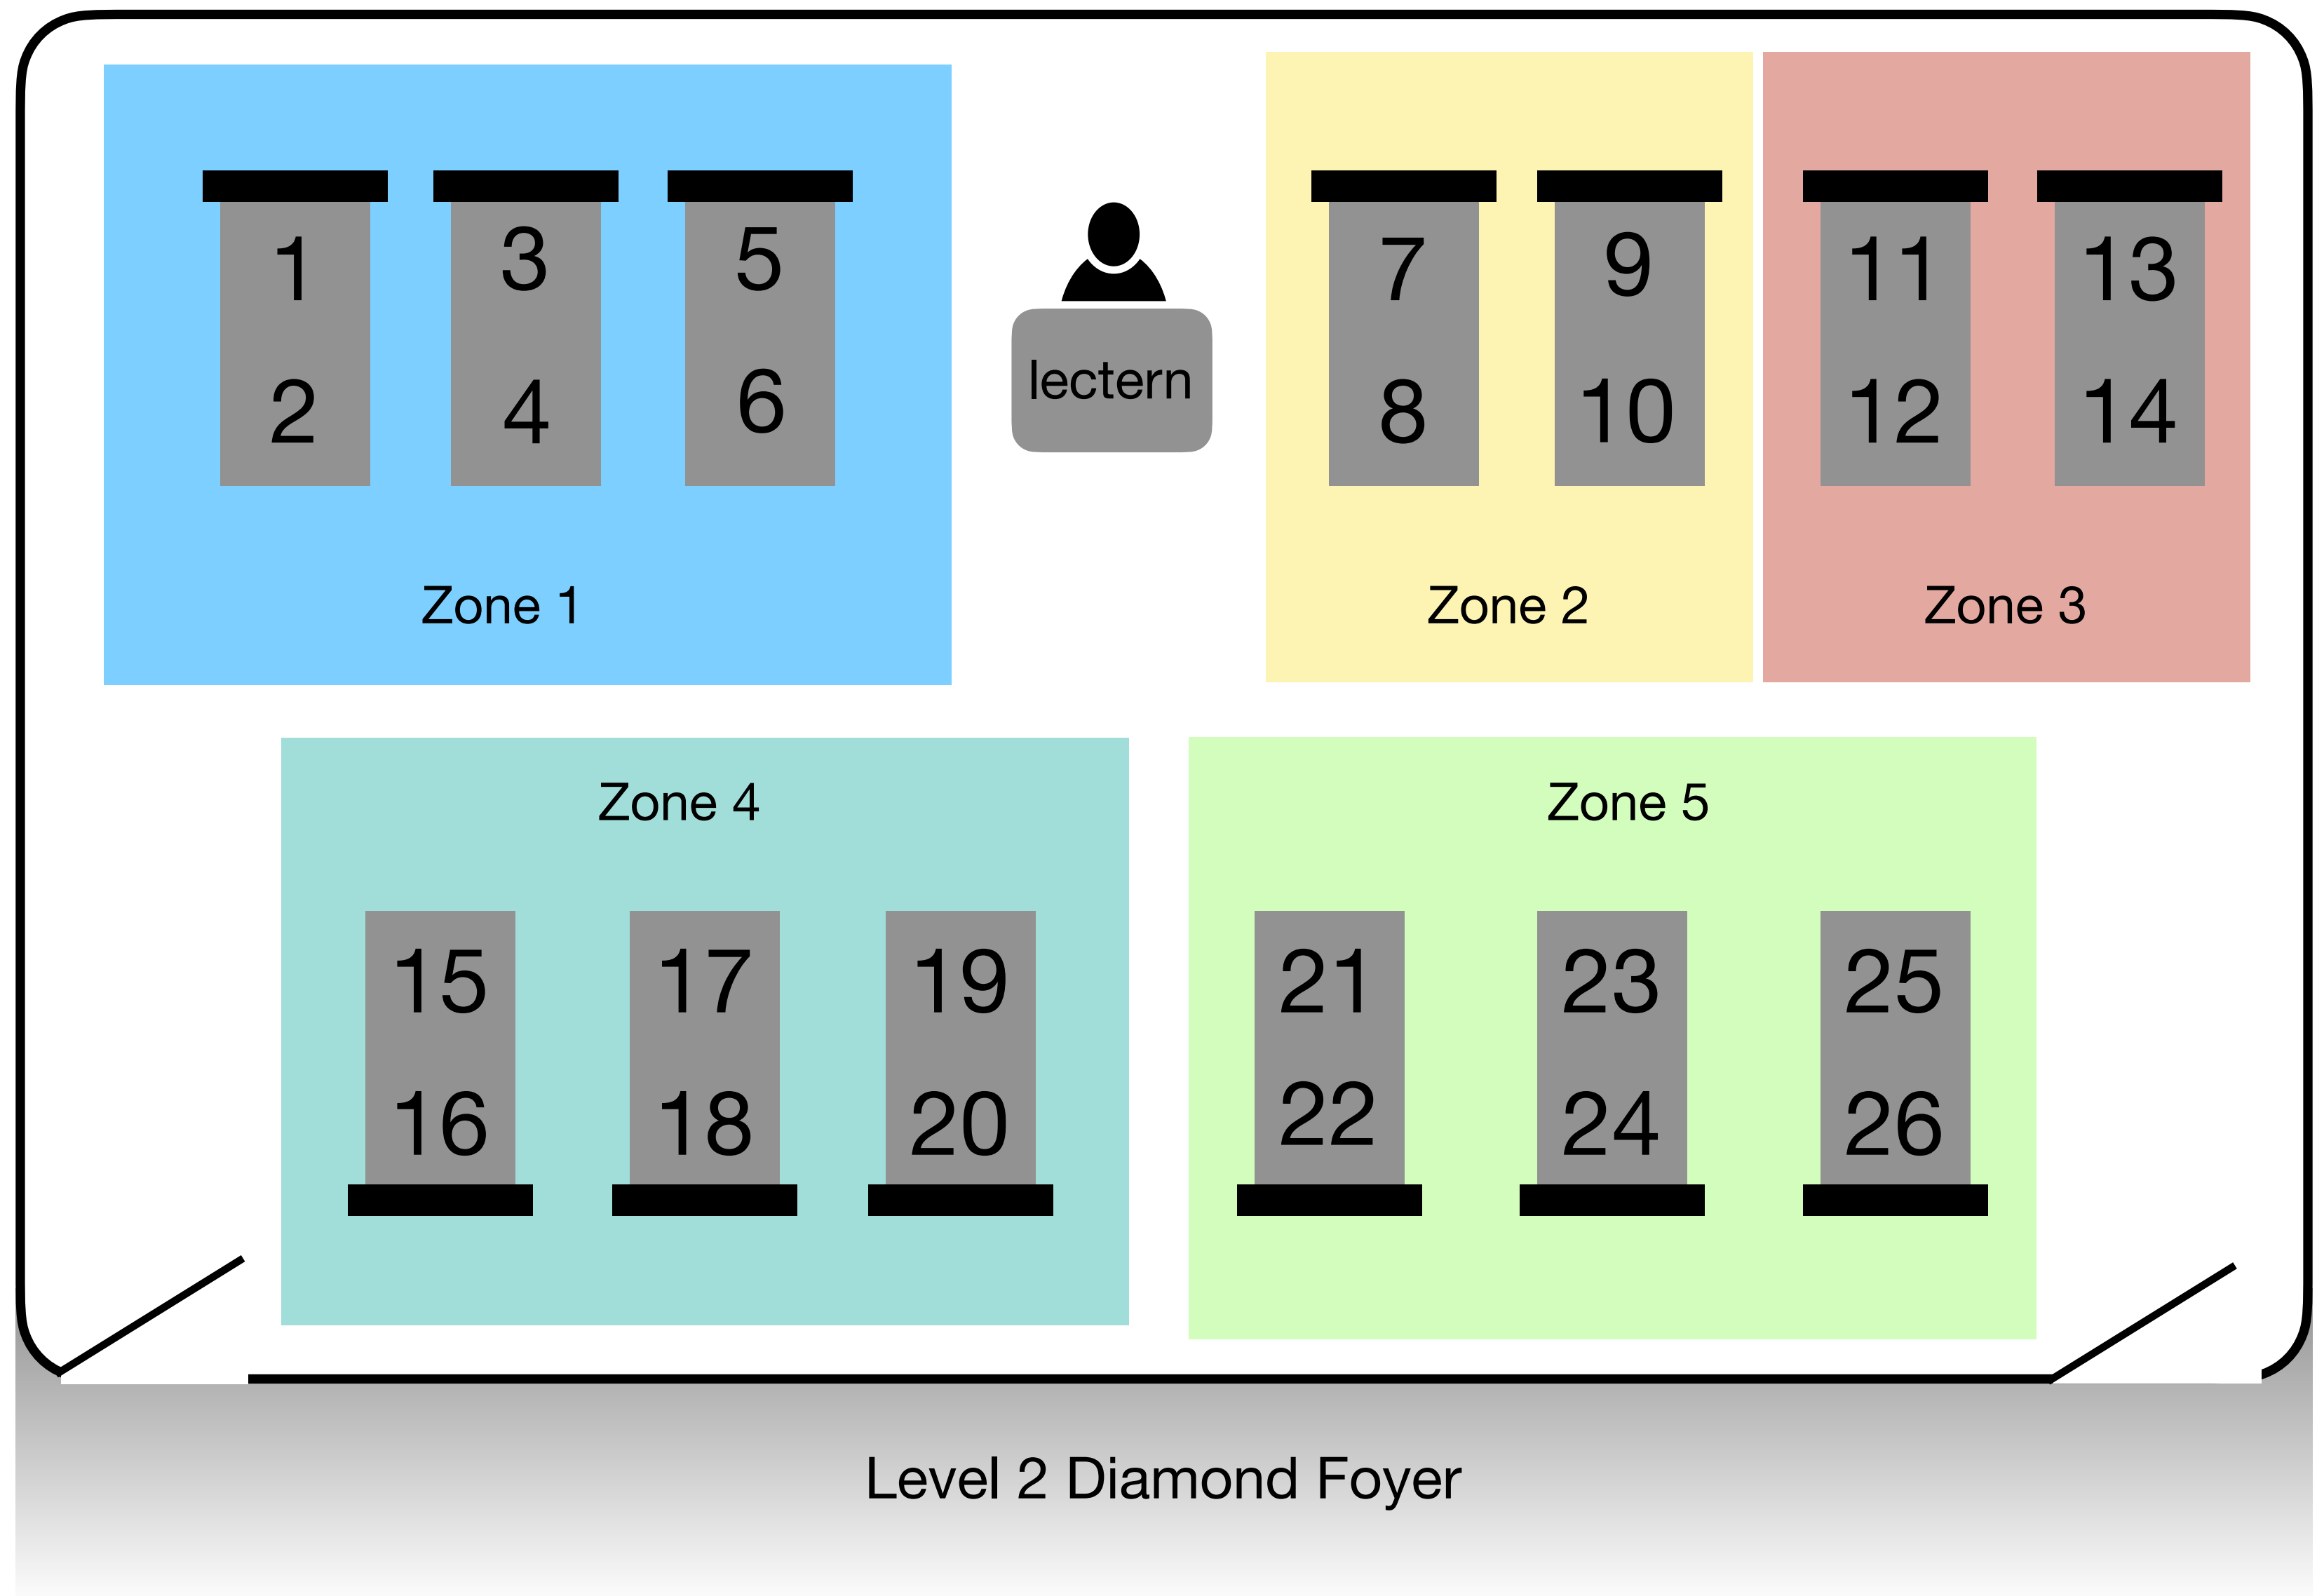 1 3 5 7 9 11 13
2 4 6 lectern 8 10 12 14
Zone 1 Zone 2 Zone 3
Zone 4 Zone 5
15 17 19 21 23 25
16 18 20 22 24 26
Level 2 Diamond Foyer